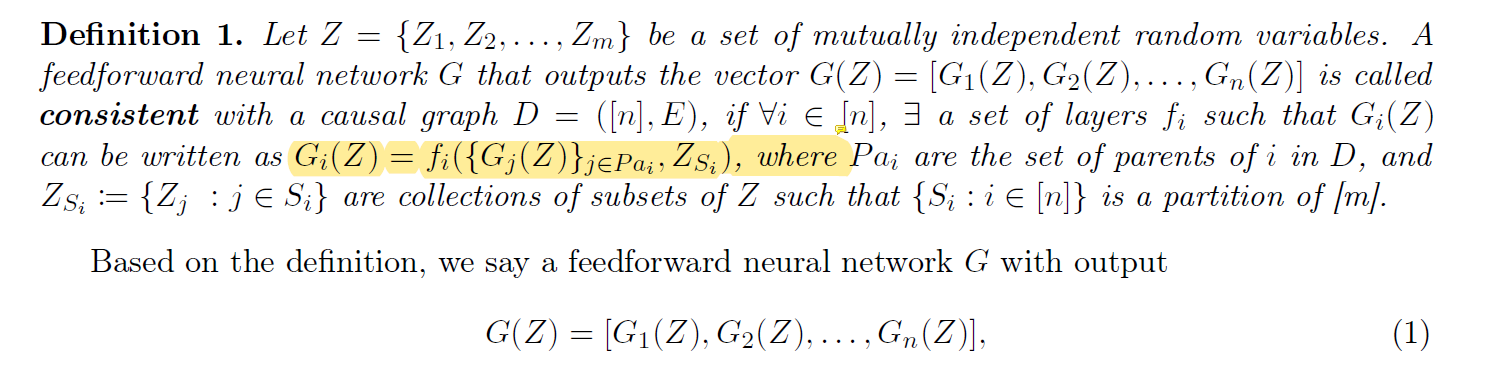 Definition 1. Let Z = {Z₁, Z₂, . . . , Zₘ} be a set of mutually independent random variables. A
feedforward neural network G that outputs the vector G(Z) = [G₁(Z), G₂(Z), . . . , Gₙ(Z)] is called
consistent with a causal graph D = ([n], E), if ∀i ∈ [n], ∃ a set of layers fᵢ such that Gᵢ(Z)
can be written as Gᵢ(Z) = fᵢ({Gⱼ(Z)}_{j∈Paᵢ}, Z_{Sᵢ}), where Paᵢ are the set of parents of i in D, and
Z_{Sᵢ} := {Zⱼ : j ∈ Sᵢ} are collections of subsets of Z such that {Sᵢ : i ∈ [n]} is a partition of [m].
Based on the definition, we say a feedforward neural network G with output
G(Z) = [G₁(Z), G₂(Z), . . . , Gₙ(Z)], (1)